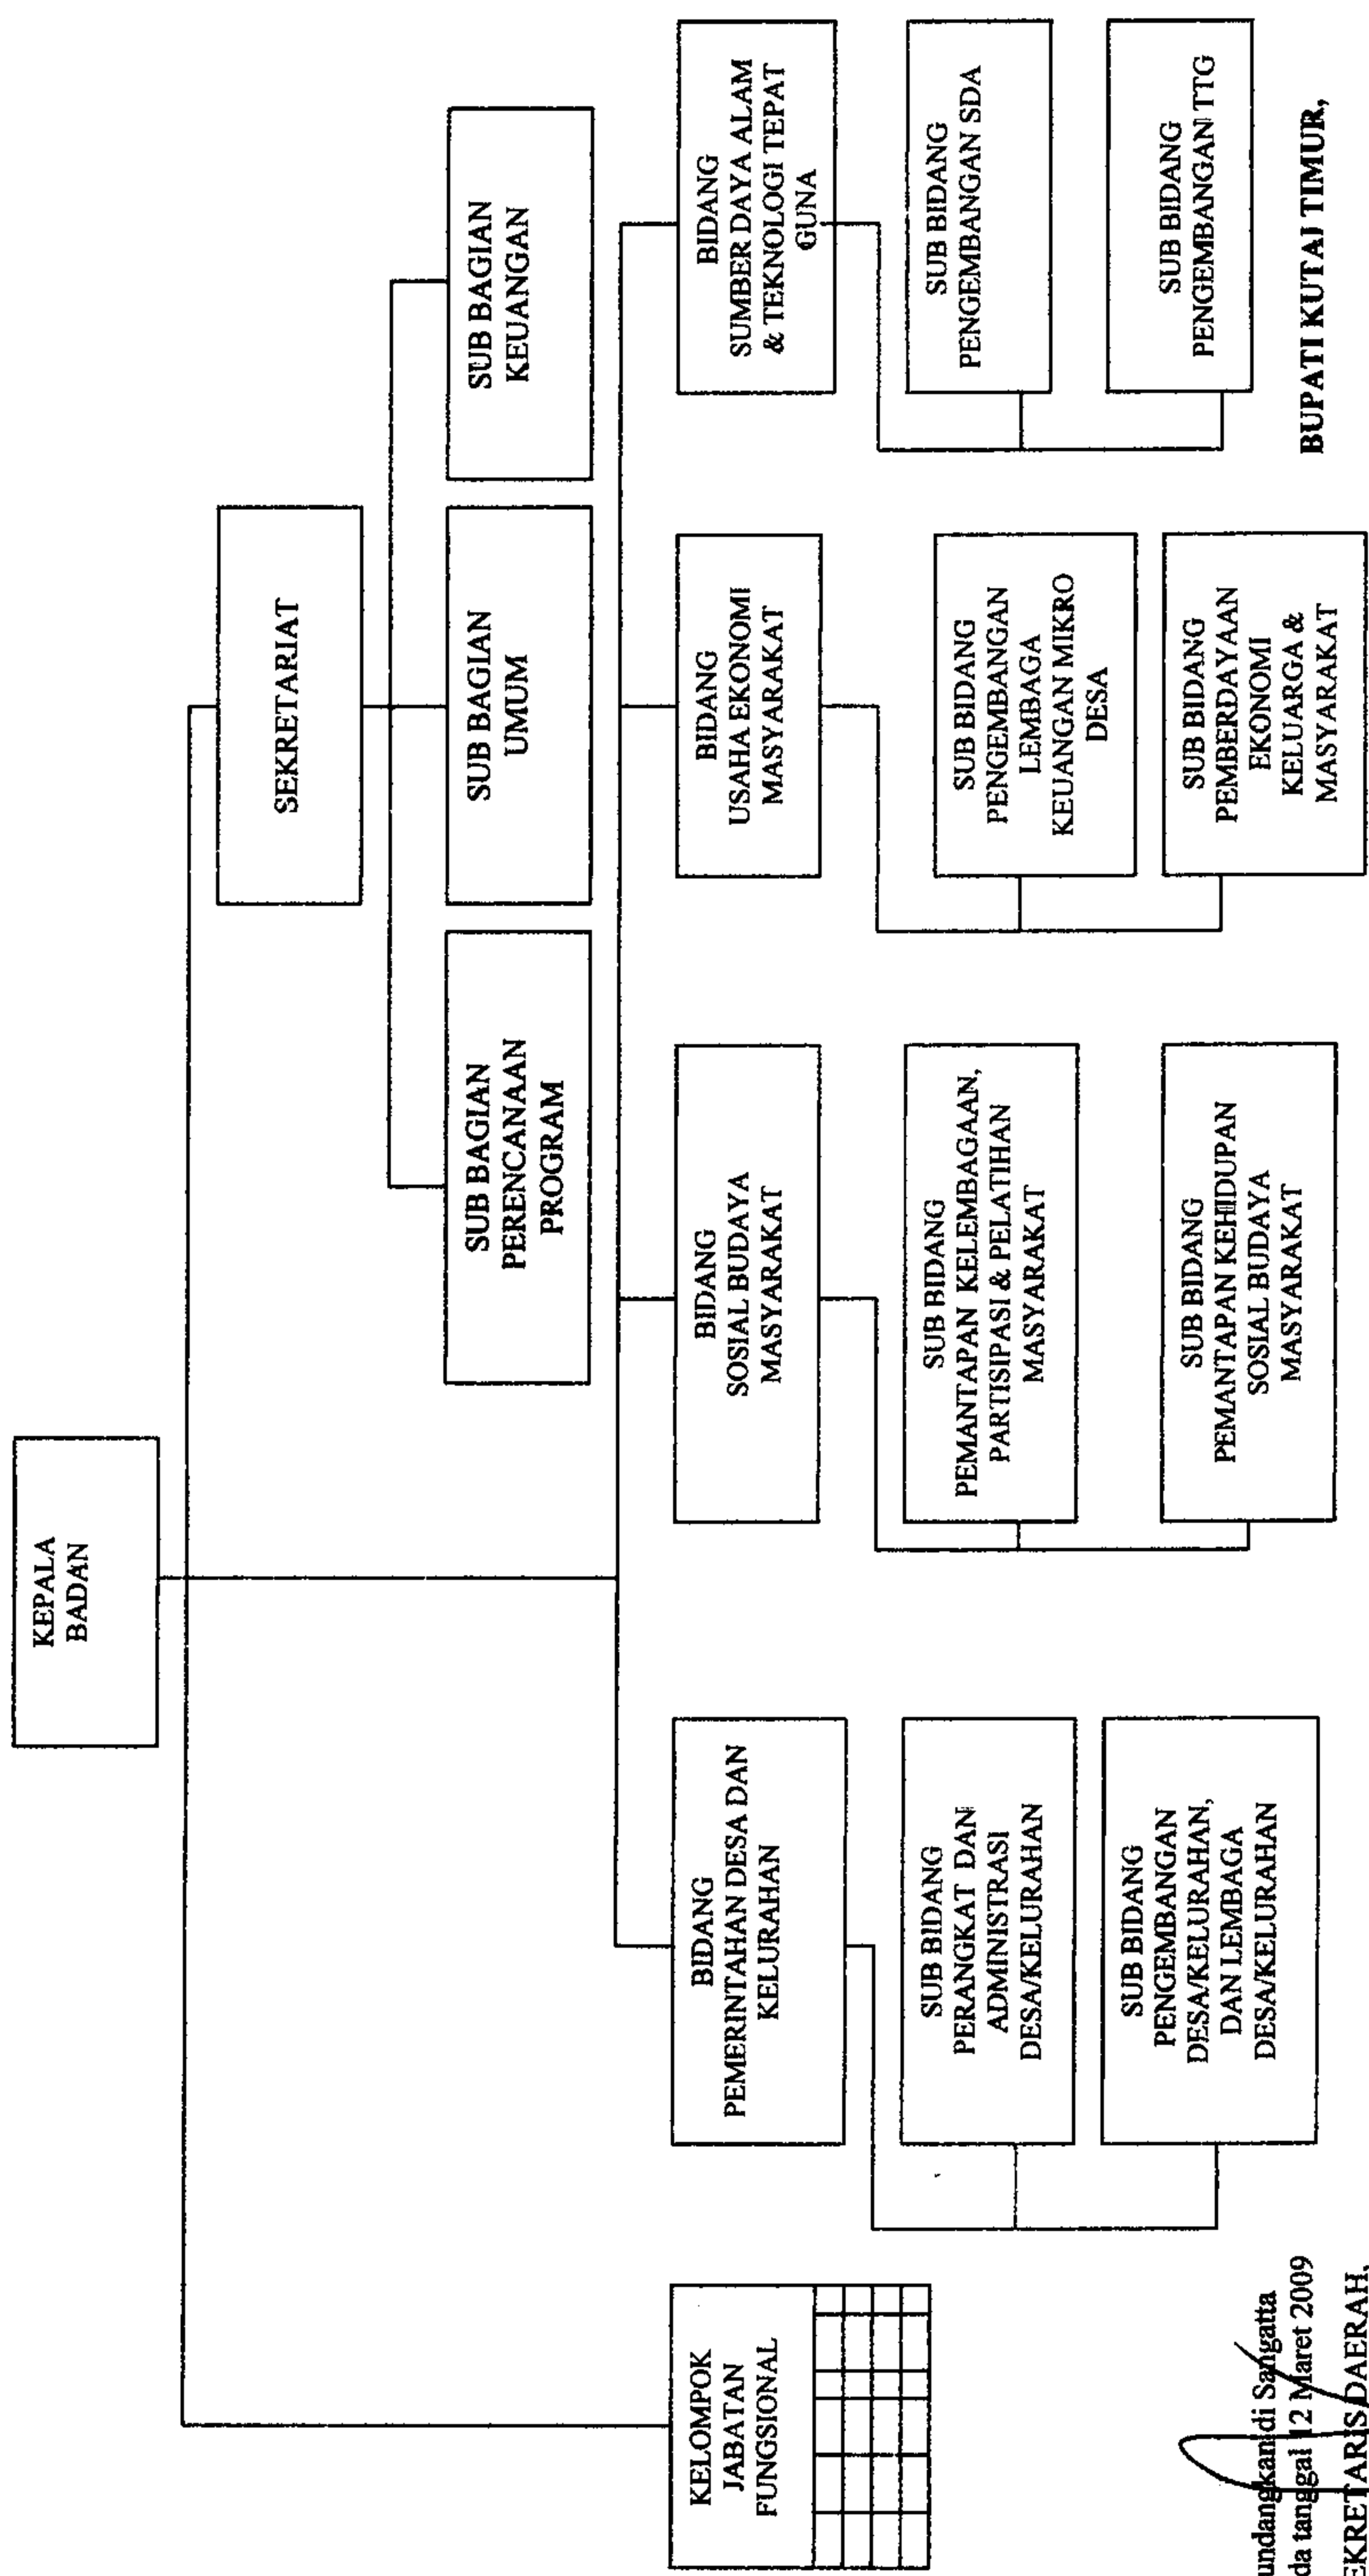 KEPALA
BADAN
SEKRETARIAT
SUB BAGIAN
PERENCANAAN
PROGRAM
SUB BAGIAN
UMUM
SUB BAGIAN
KEUANGAN
KELOMPOK
JABATAN
FUNGSIONAL
BIDANG
PEMERINTAHAN DESA DAN
KELURAHAN
SUB BIDANG
PERANGKAT DAN
ADMINISTRASI
DESA/KELURAHAN
SUB BIDANG
PENGEMBANGAN
DESA/KELURAHAN,
DAN LEMBAGA
DESA/KELURAHAN
BIDANG
SOSIAL BUDAYA
MASYARAKAT
SUB BIDANG
PEMANTAPAN KELEMBAGAAN,
PARTISIPASI & PELATIHAN
MASYARAKAT
SUB BIDANG
PEMANTAPAN KEHIDUPAN
SOSIAL BUDAYA
MASYARAKAT
BIDANG
USAHA EKONOMI
MASYARAKAT
SUB BIDANG
PENGEMBANGAN
LEMBAGA
KEUANGAN MIKRO
DESA
SUB BIDANG
PEMBERDAYAAN
EKONOMI
KELUARGA &
MASYARAKAT
BIDANG
SUMBER DAYA ALAM
& TEKNOLOGI TEPAT
GUNA
SUB BIDANG
PENGEMBANGAN SDA
SUB BIDANG
PENGEMBANGAN TTG
BUPATI KUTAI TIMUR,
undangkan di Sangatta
da tanggal 12 Maret 2009
EKRETARIS DAERAH,